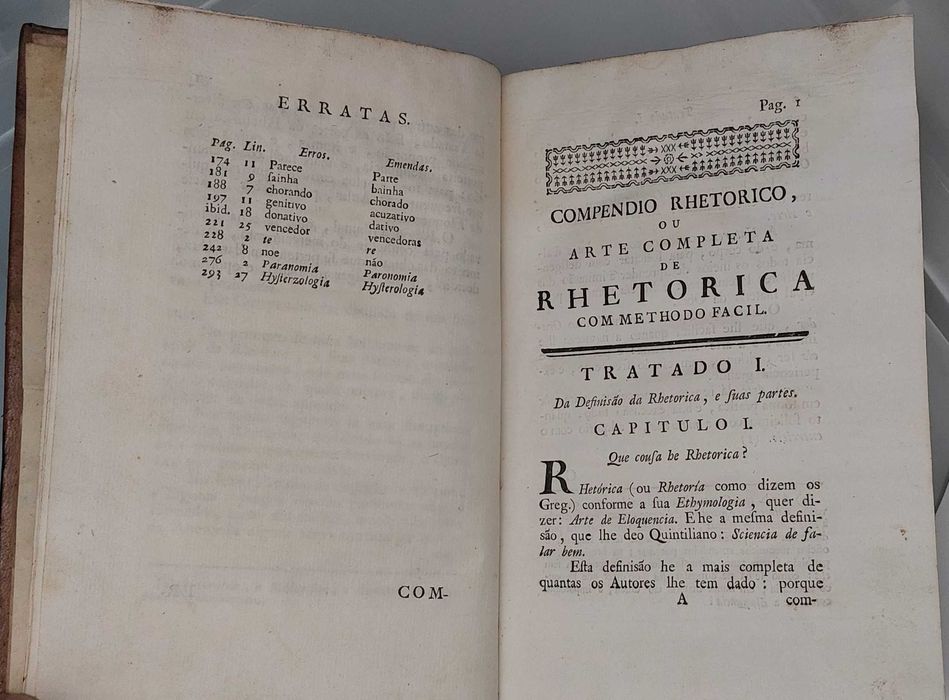 ERRATAS.
Pag. Lin. Erros. Emendas.
174 11 Parece Parte
181 9 ſainha bainha
188 7 chorando chorado
197 11 genitivo acuzativo
ibid. 18 donativo dativo
221 25 vencedor vencedoras
228 2 te re
242 8 noe não
276 2 Paranomia Paronomia
293 27 Hyſterzologia Hyſterologia
COM-
Pag. 1
COMPENDIO RHETORICO,
OU
ARTE COMPLETA
DE
RHETORICA
COM METHODO FACIL.
TRATADO I.
Da Definisão da Rhetorica, e ſuas partes.
CAPITULO I.
Que couſa he Rhetorica?
RHetórica (ou Rhetoría como dizem os
Greg.) conforme a ſua Ethymologia, quer di-
zer: Arte de Eloquencia. E he a meſma defini-
são, que lhe deo Quintiliano: Sciencia de fa-
lar bem.
Eſta definisão he a mais completa de
quantas os Autores lhe tem dado: porque
A com-